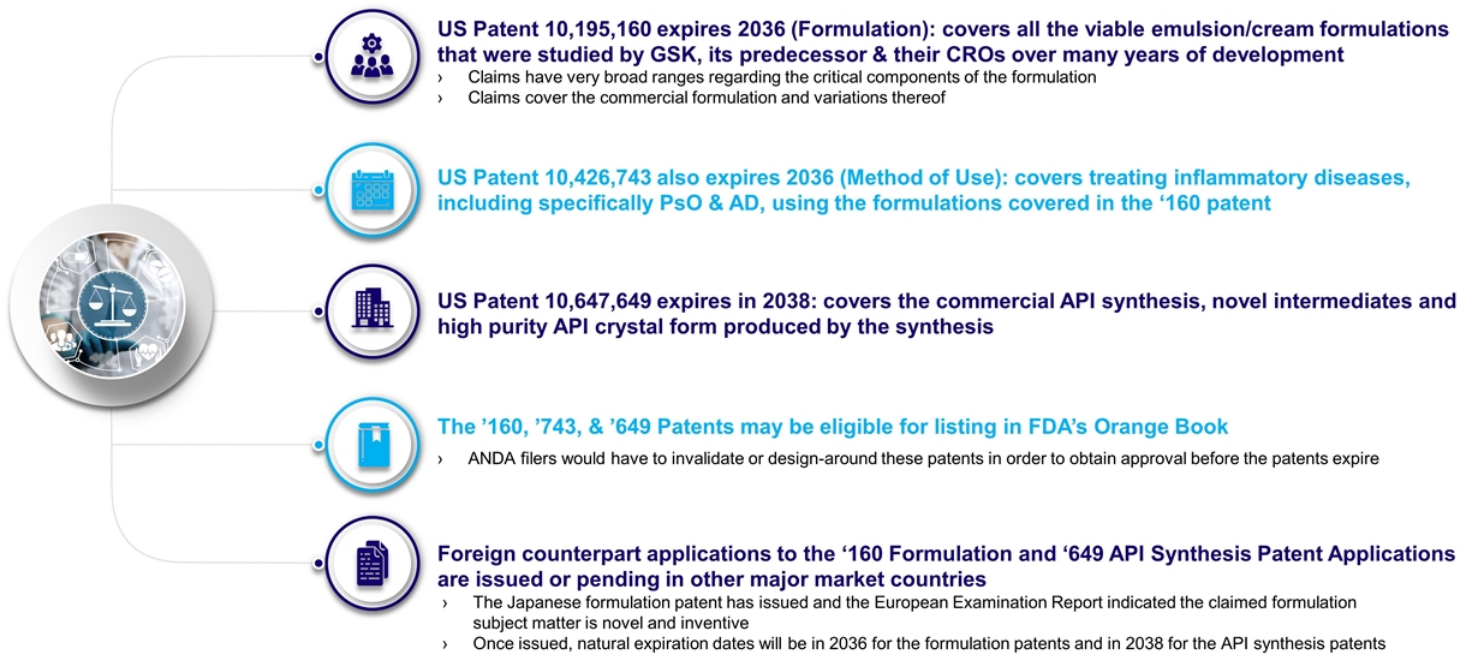 US Patent 10,195,160 expires 2036 (Formulation): covers all the viable emulsion/cream formulations
that were studied by GSK, its predecessor & their CROs over many years of development
› Claims have very broad ranges regarding the critical components of the formulation
› Claims cover the commercial formulation and variations thereof
US Patent 10,426,743 also expires 2036 (Method of Use): covers treating inflammatory diseases,
including specifically PsO & AD, using the formulations covered in the ‘160 patent
US Patent 10,647,649 expires in 2038: covers the commercial API synthesis, novel intermediates and
high purity API crystal form produced by the synthesis
The ’160, ’743, & ’649 Patents may be eligible for listing in FDA’s Orange Book
› ANDA filers would have to invalidate or design-around these patents in order to obtain approval before the patents expire
Foreign counterpart applications to the ‘160 Formulation and ‘649 API Synthesis Patent Applications
are issued or pending in other major market countries
› The Japanese formulation patent has issued and the European Examination Report indicated the claimed formulation
subject matter is novel and inventive
› Once issued, natural expiration dates will be in 2036 for the formulation patents and in 2038 for the API synthesis patents